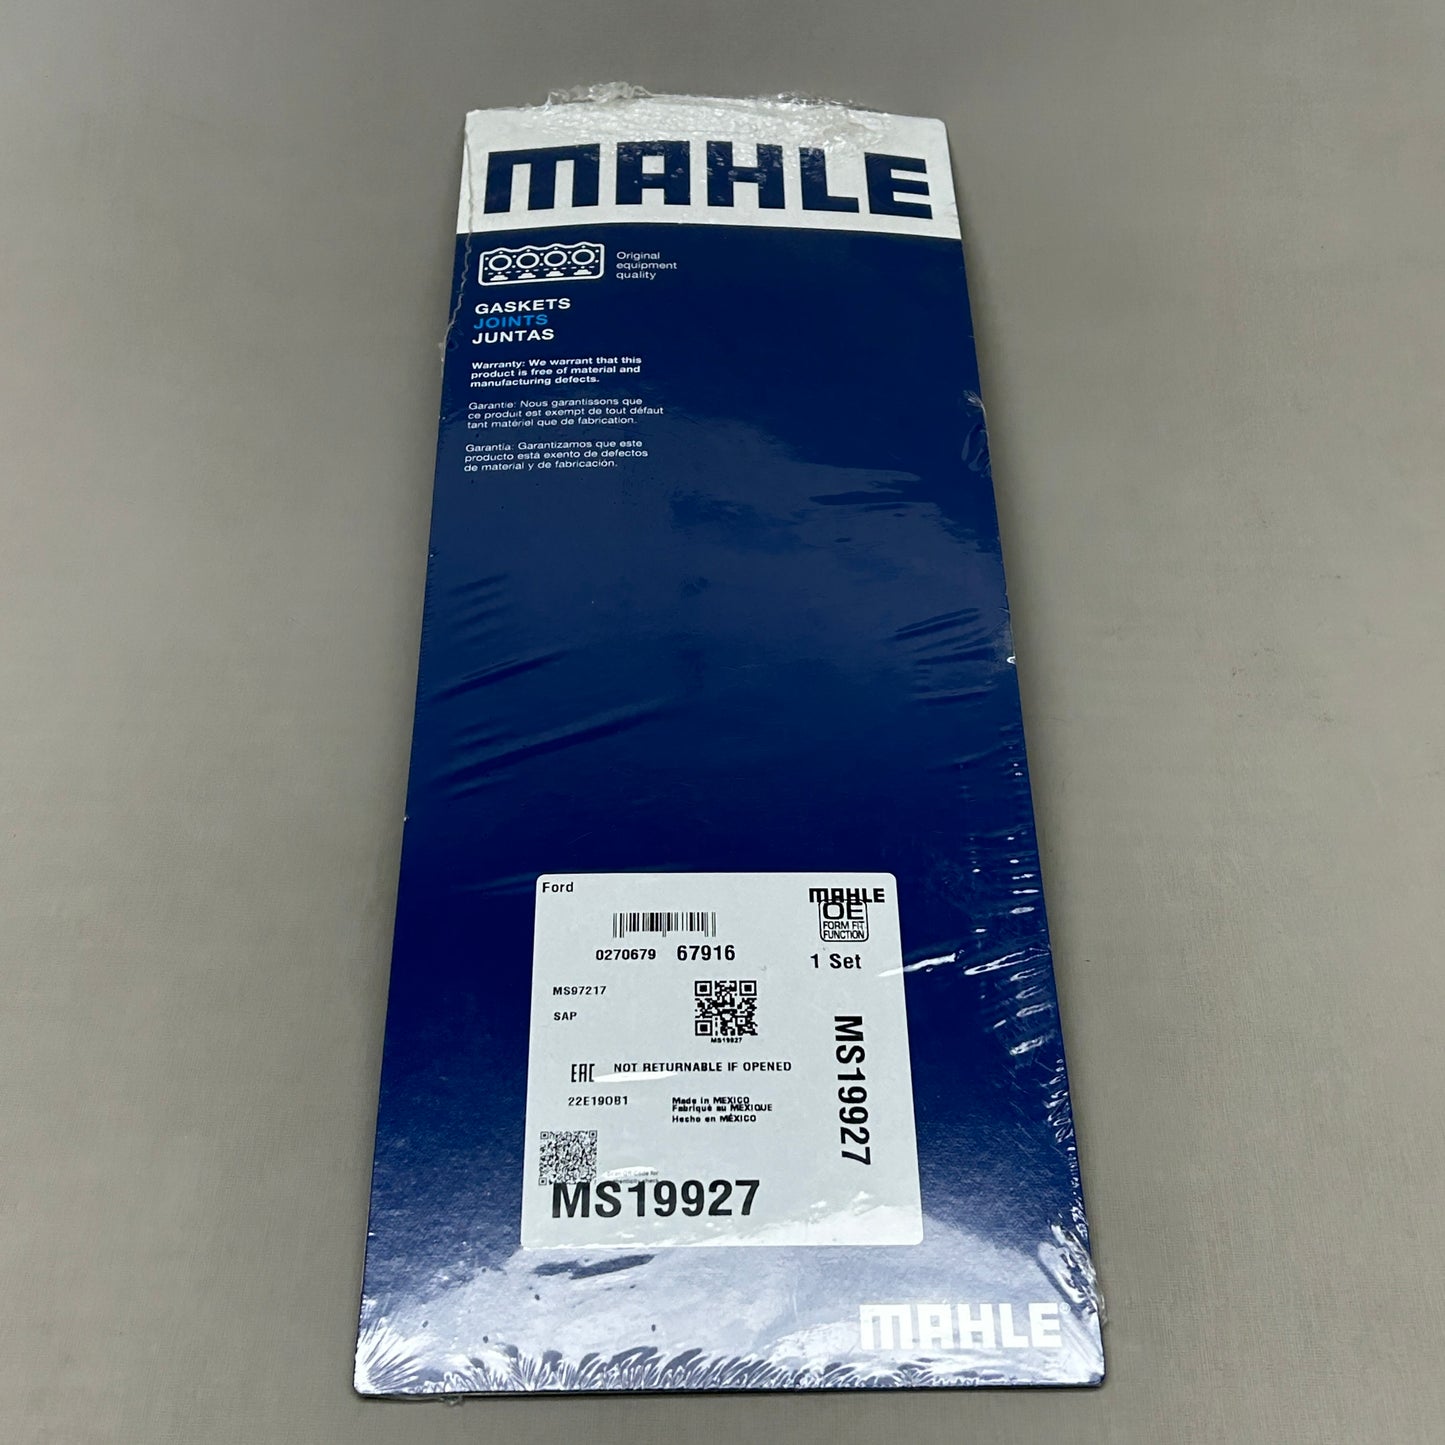 MAHLE
Original
equipment
quality
GASKETS
JOINTS
JUNTAS
Warranty: We warrant that this
product is free of material and
manufacturing defects.
Garantie: Nous garantissons que
ce produit est exempt de tout défaut
tant matériel que de fabrication.
Garantía: Garantizamos que este
producto está exento de defectos
de material y de fabricación.
Ford
MAHLE
OE
FORM FIT
FUNCTION
0270679 67916
1 Set
MS97217
SAP
MS19927
MS19927
EAC NOT RETURNABLE IF OPENED
22E190B1
Made in MEXICO
Fabriqué au MEXIQUE
Hecho en MÉXICO
MS19927
MAHLE